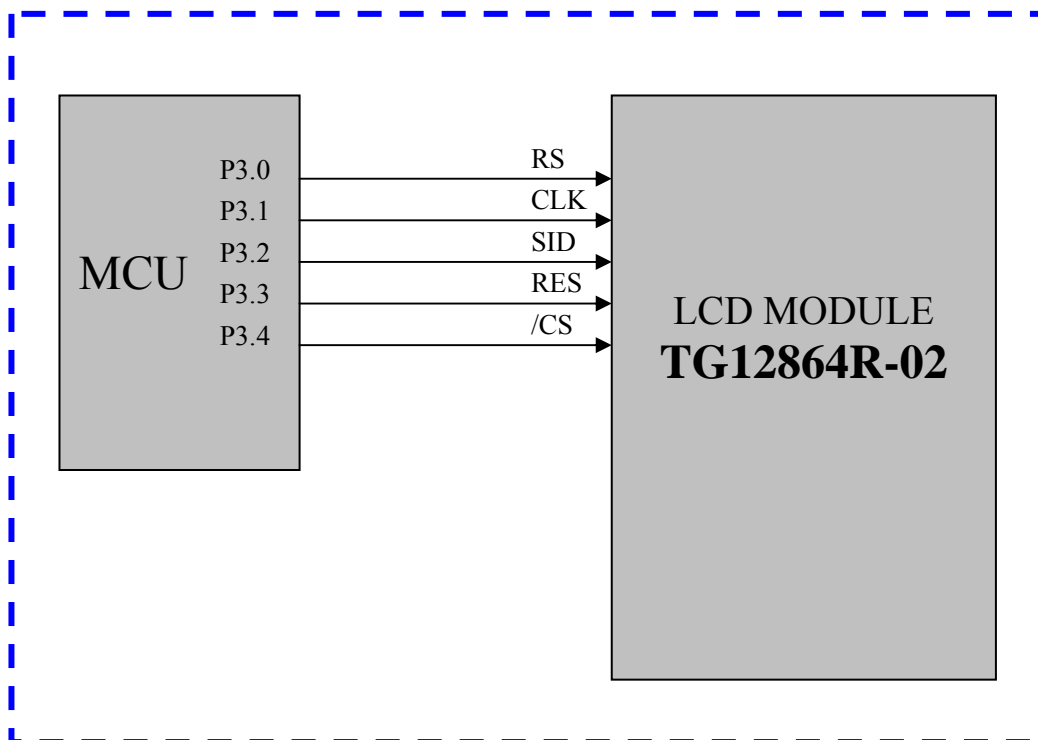 P3.0
P3.1
P3.2
P3.3
P3.4
MCU
RS
CLK
SID
RES
/CS
LCD MODULE
TG12864R-02